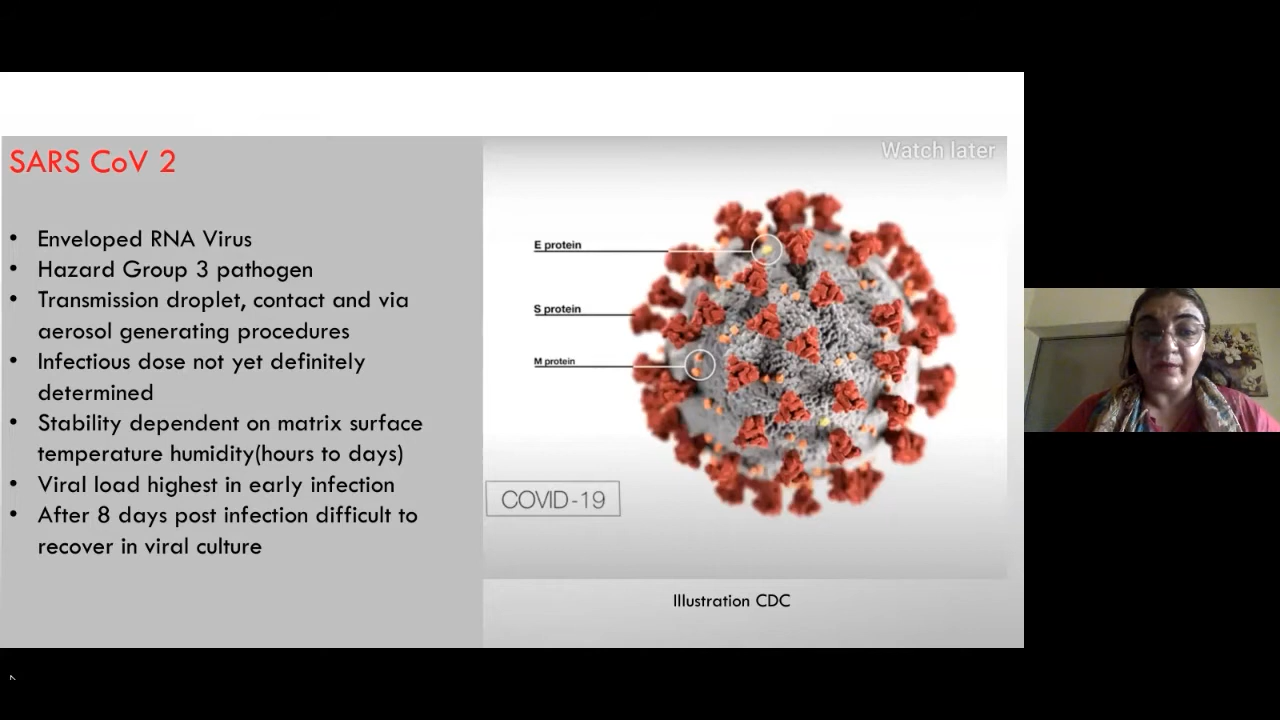 SARS CoV 2
• Enveloped RNA Virus
• Hazard Group 3 pathogen
• Transmission droplet, contact and via
aerosol generating procedures
• Infectious dose not yet definitely
determined
• Stability dependent on matrix surface
temperature humidity(hours to days)
• Viral load highest in early infection
• After 8 days post infection difficult to
recover in viral culture
Watch later
E protein
S protein
M protein
COVID-19
Illustration CDC